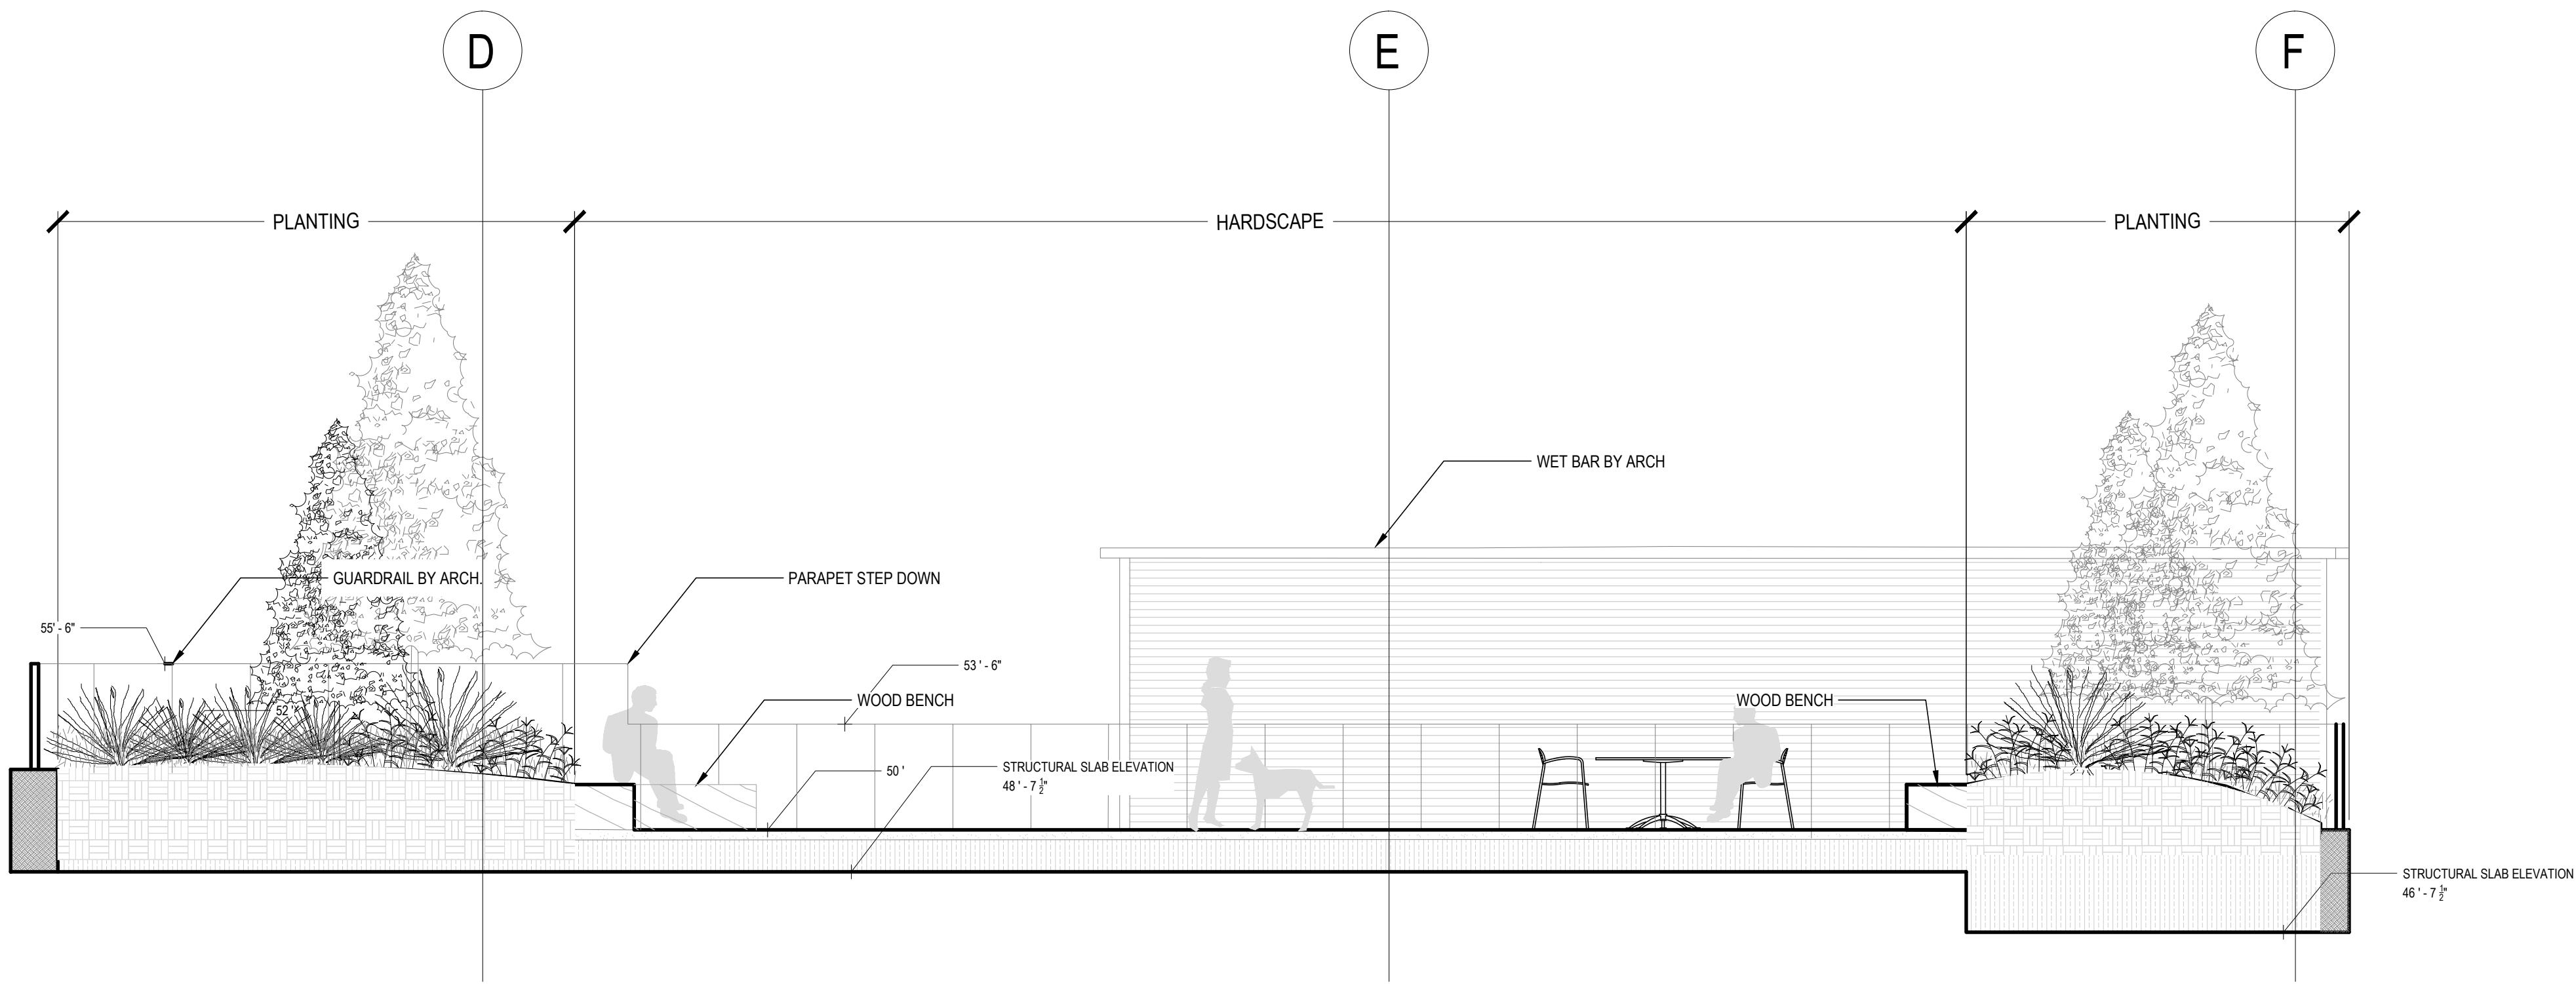 D
E
F
PLANTING
HARDSCAPE
PLANTING
WET BAR BY ARCH
GUARDRAIL BY ARCH.
PARAPET STEP DOWN
55' - 6"
53 ' - 6"
WOOD BENCH
WOOD BENCH
52 '
50 '
STRUCTURAL SLAB ELEVATION
48 ' - 7 1/2"
STRUCTURAL SLAB ELEVATION
46 ' - 7 1/2"